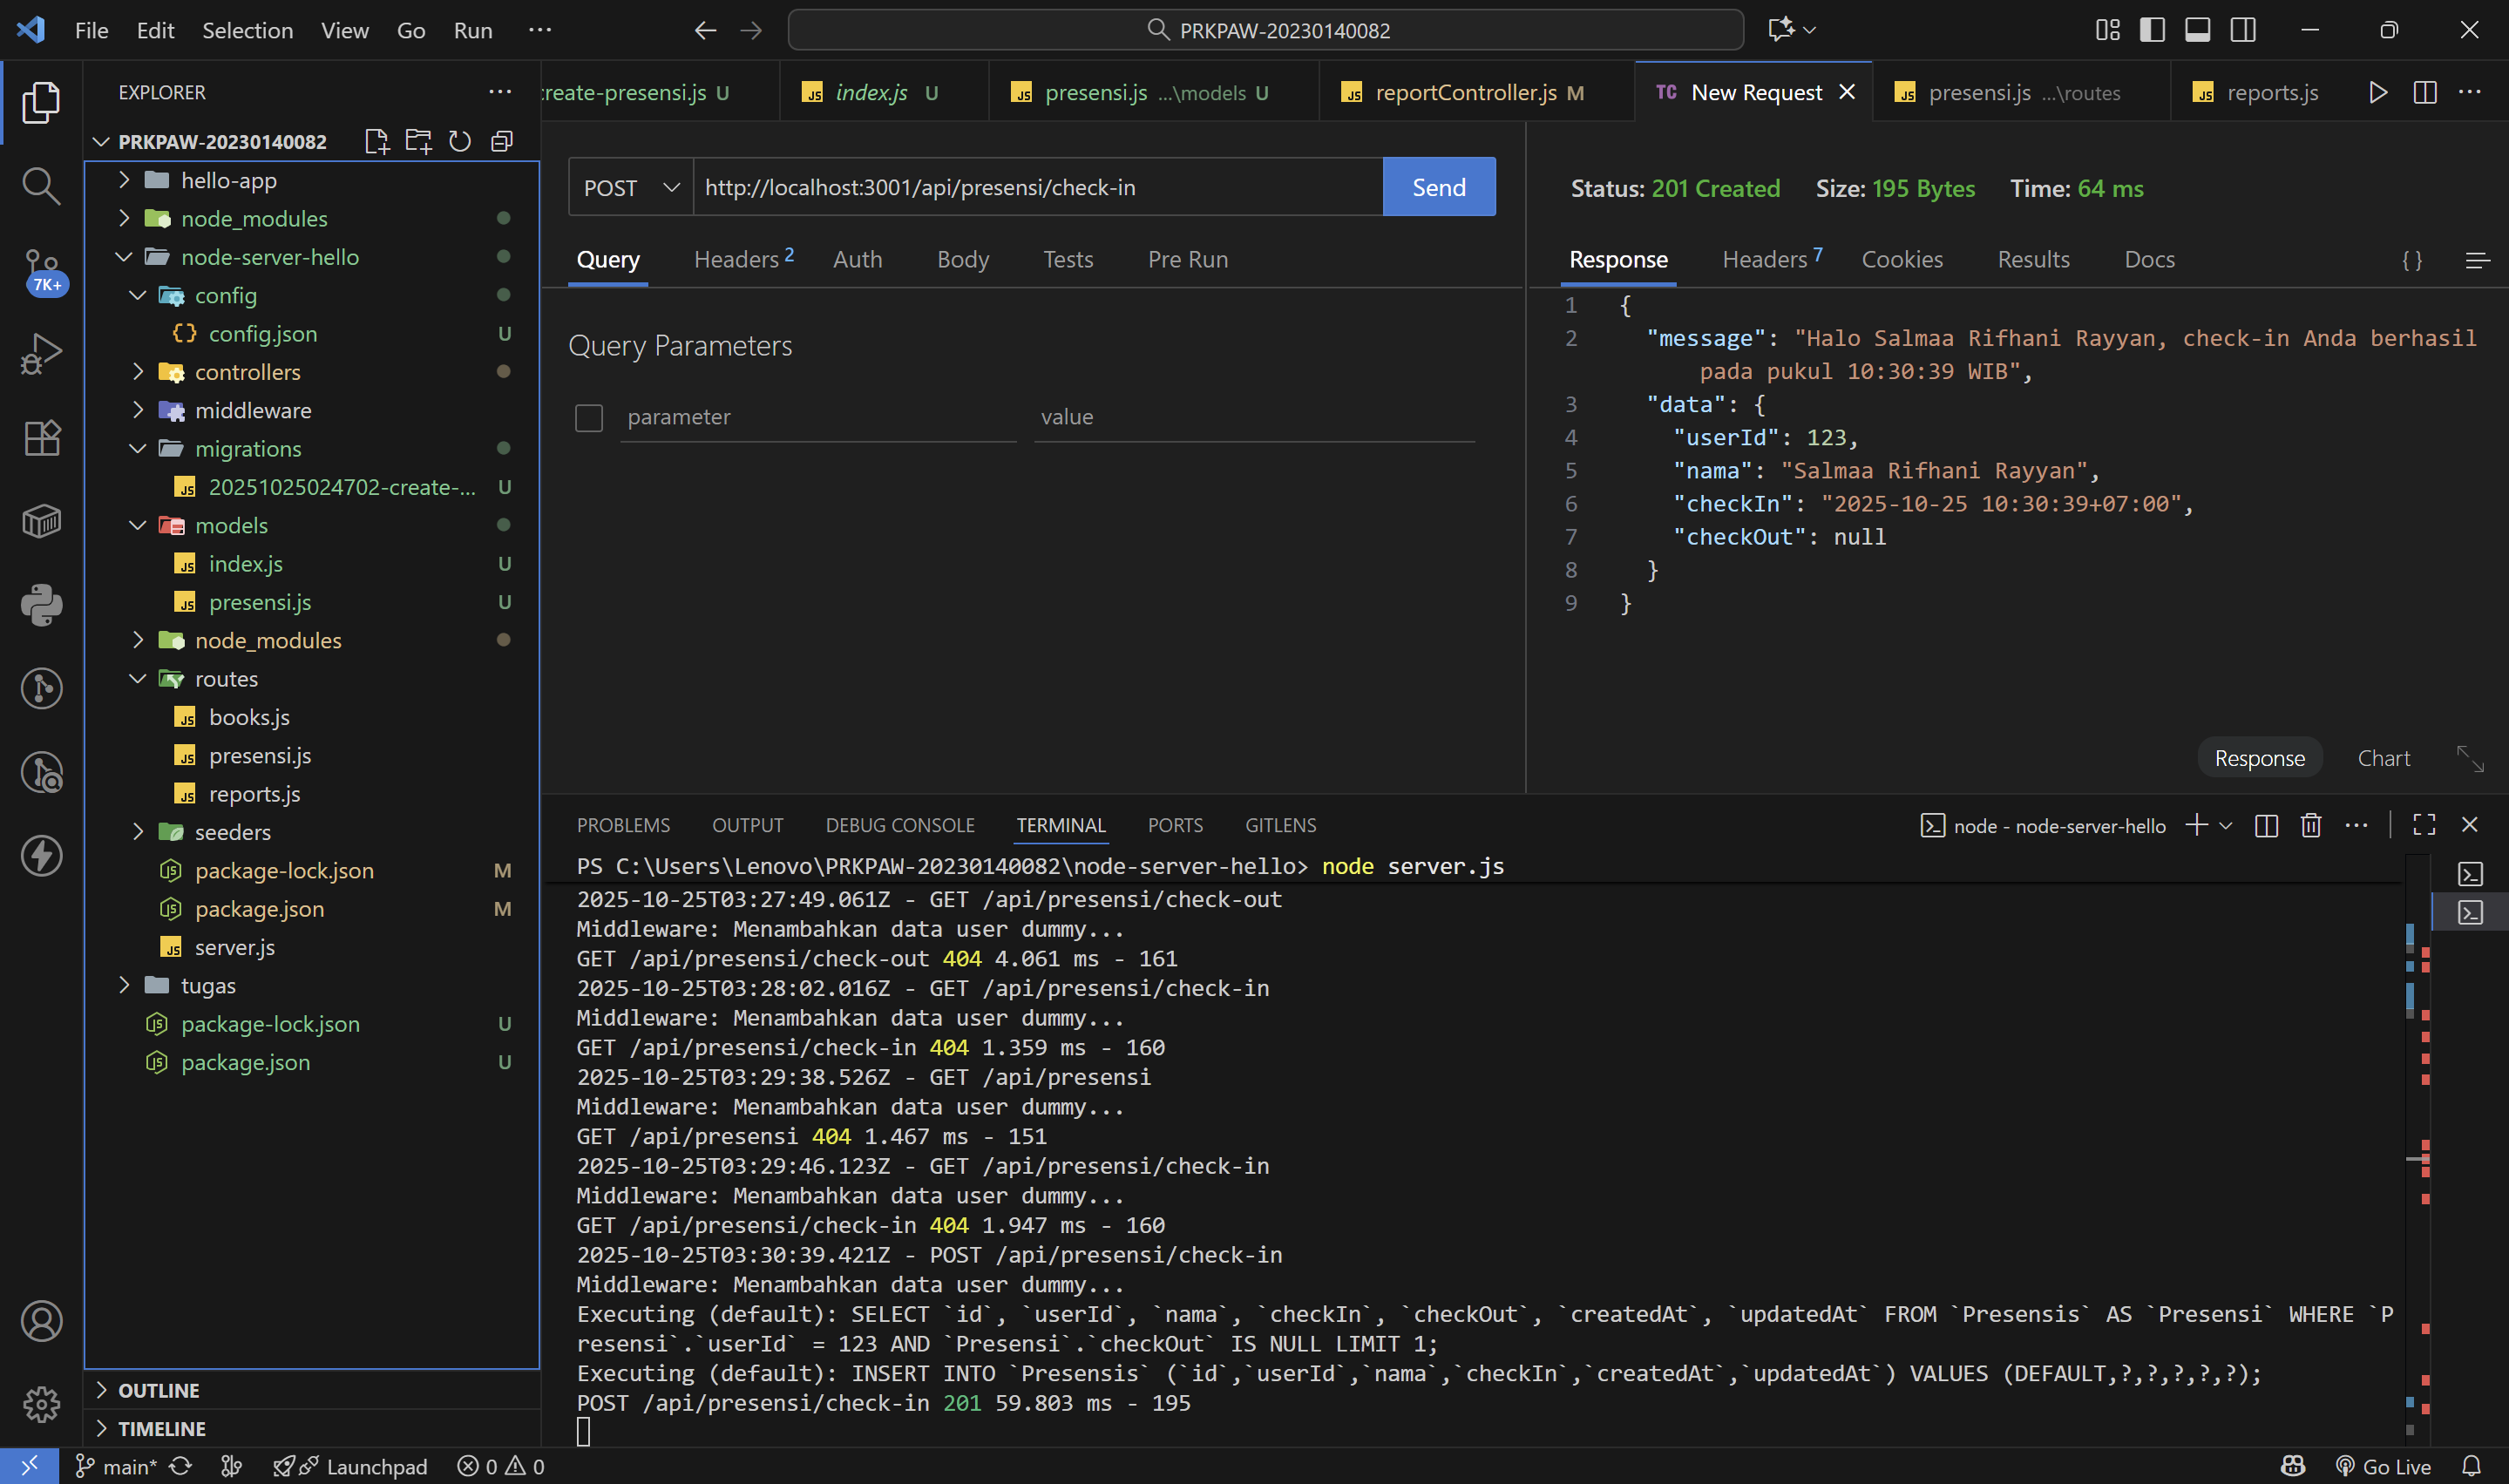 File Edit Selection View Go Run ···
PRKPAW-20230140082
EXPLORER
PRKPAW-20230140082
hello-app
node_modules
node-server-hello
config
config.json U
controllers
middleware
migrations
20251025024702-create-... U
models
index.js U
presensi.js U
node_modules
routes
books.js
presensi.js
reports.js
seeders
package-lock.json M
package.json M
server.js
tugas
package-lock.json U
package.json U
OUTLINE
TIMELINE
7K+
create-presensi.js U
index.js U
presensi.js ...\models U
reportController.js M
TC New Request
presensi.js ...\routes
reports.js
POST http://localhost:3001/api/presensi/check-in Send
Query Headers 2 Auth Body Tests Pre Run
Query Parameters
parameter value
Status: 201 Created Size: 195 Bytes Time: 64 ms
Response Headers 7 Cookies Results Docs { }
1 {
2 "message": "Halo Salmaa Rifhani Rayyan, check-in Anda berhasil
pada pukul 10:30:39 WIB",
3 "data": {
4 "userId": 123,
5 "nama": "Salmaa Rifhani Rayyan",
6 "checkIn": "2025-10-25 10:30:39+07:00",
7 "checkOut": null
8 }
9 }
Response Chart
PROBLEMS OUTPUT DEBUG CONSOLE TERMINAL PORTS GITLENS
node - node-server-hello
PS C:\Users\Lenovo\PRKPAW-20230140082\node-server-hello> node server.js
2025-10-25T03:27:49.061Z - GET /api/presensi/check-out
Middleware: Menambahkan data user dummy...
GET /api/presensi/check-out 404 4.061 ms - 161
2025-10-25T03:28:02.016Z - GET /api/presensi/check-in
Middleware: Menambahkan data user dummy...
GET /api/presensi/check-in 404 1.359 ms - 160
2025-10-25T03:29:38.526Z - GET /api/presensi
Middleware: Menambahkan data user dummy...
GET /api/presensi 404 1.467 ms - 151
2025-10-25T03:29:46.123Z - GET /api/presensi/check-in
Middleware: Menambahkan data user dummy...
GET /api/presensi/check-in 404 1.947 ms - 160
2025-10-25T03:30:39.421Z - POST /api/presensi/check-in
Middleware: Menambahkan data user dummy...
Executing (default): SELECT `id`, `userId`, `nama`, `checkIn`, `checkOut`, `createdAt`, `updatedAt` FROM `Presensis` AS `Presensi` WHERE `P
resensi`.`userId` = 123 AND `Presensi`.`checkOut` IS NULL LIMIT 1;
Executing (default): INSERT INTO `Presensis` (`id`,`userId`,`nama`,`checkIn`,`createdAt`,`updatedAt`) VALUES (DEFAULT,?,?,?,?,?);
POST /api/presensi/check-in 201 59.803 ms - 195
main* Launchpad 0 0 Go Live